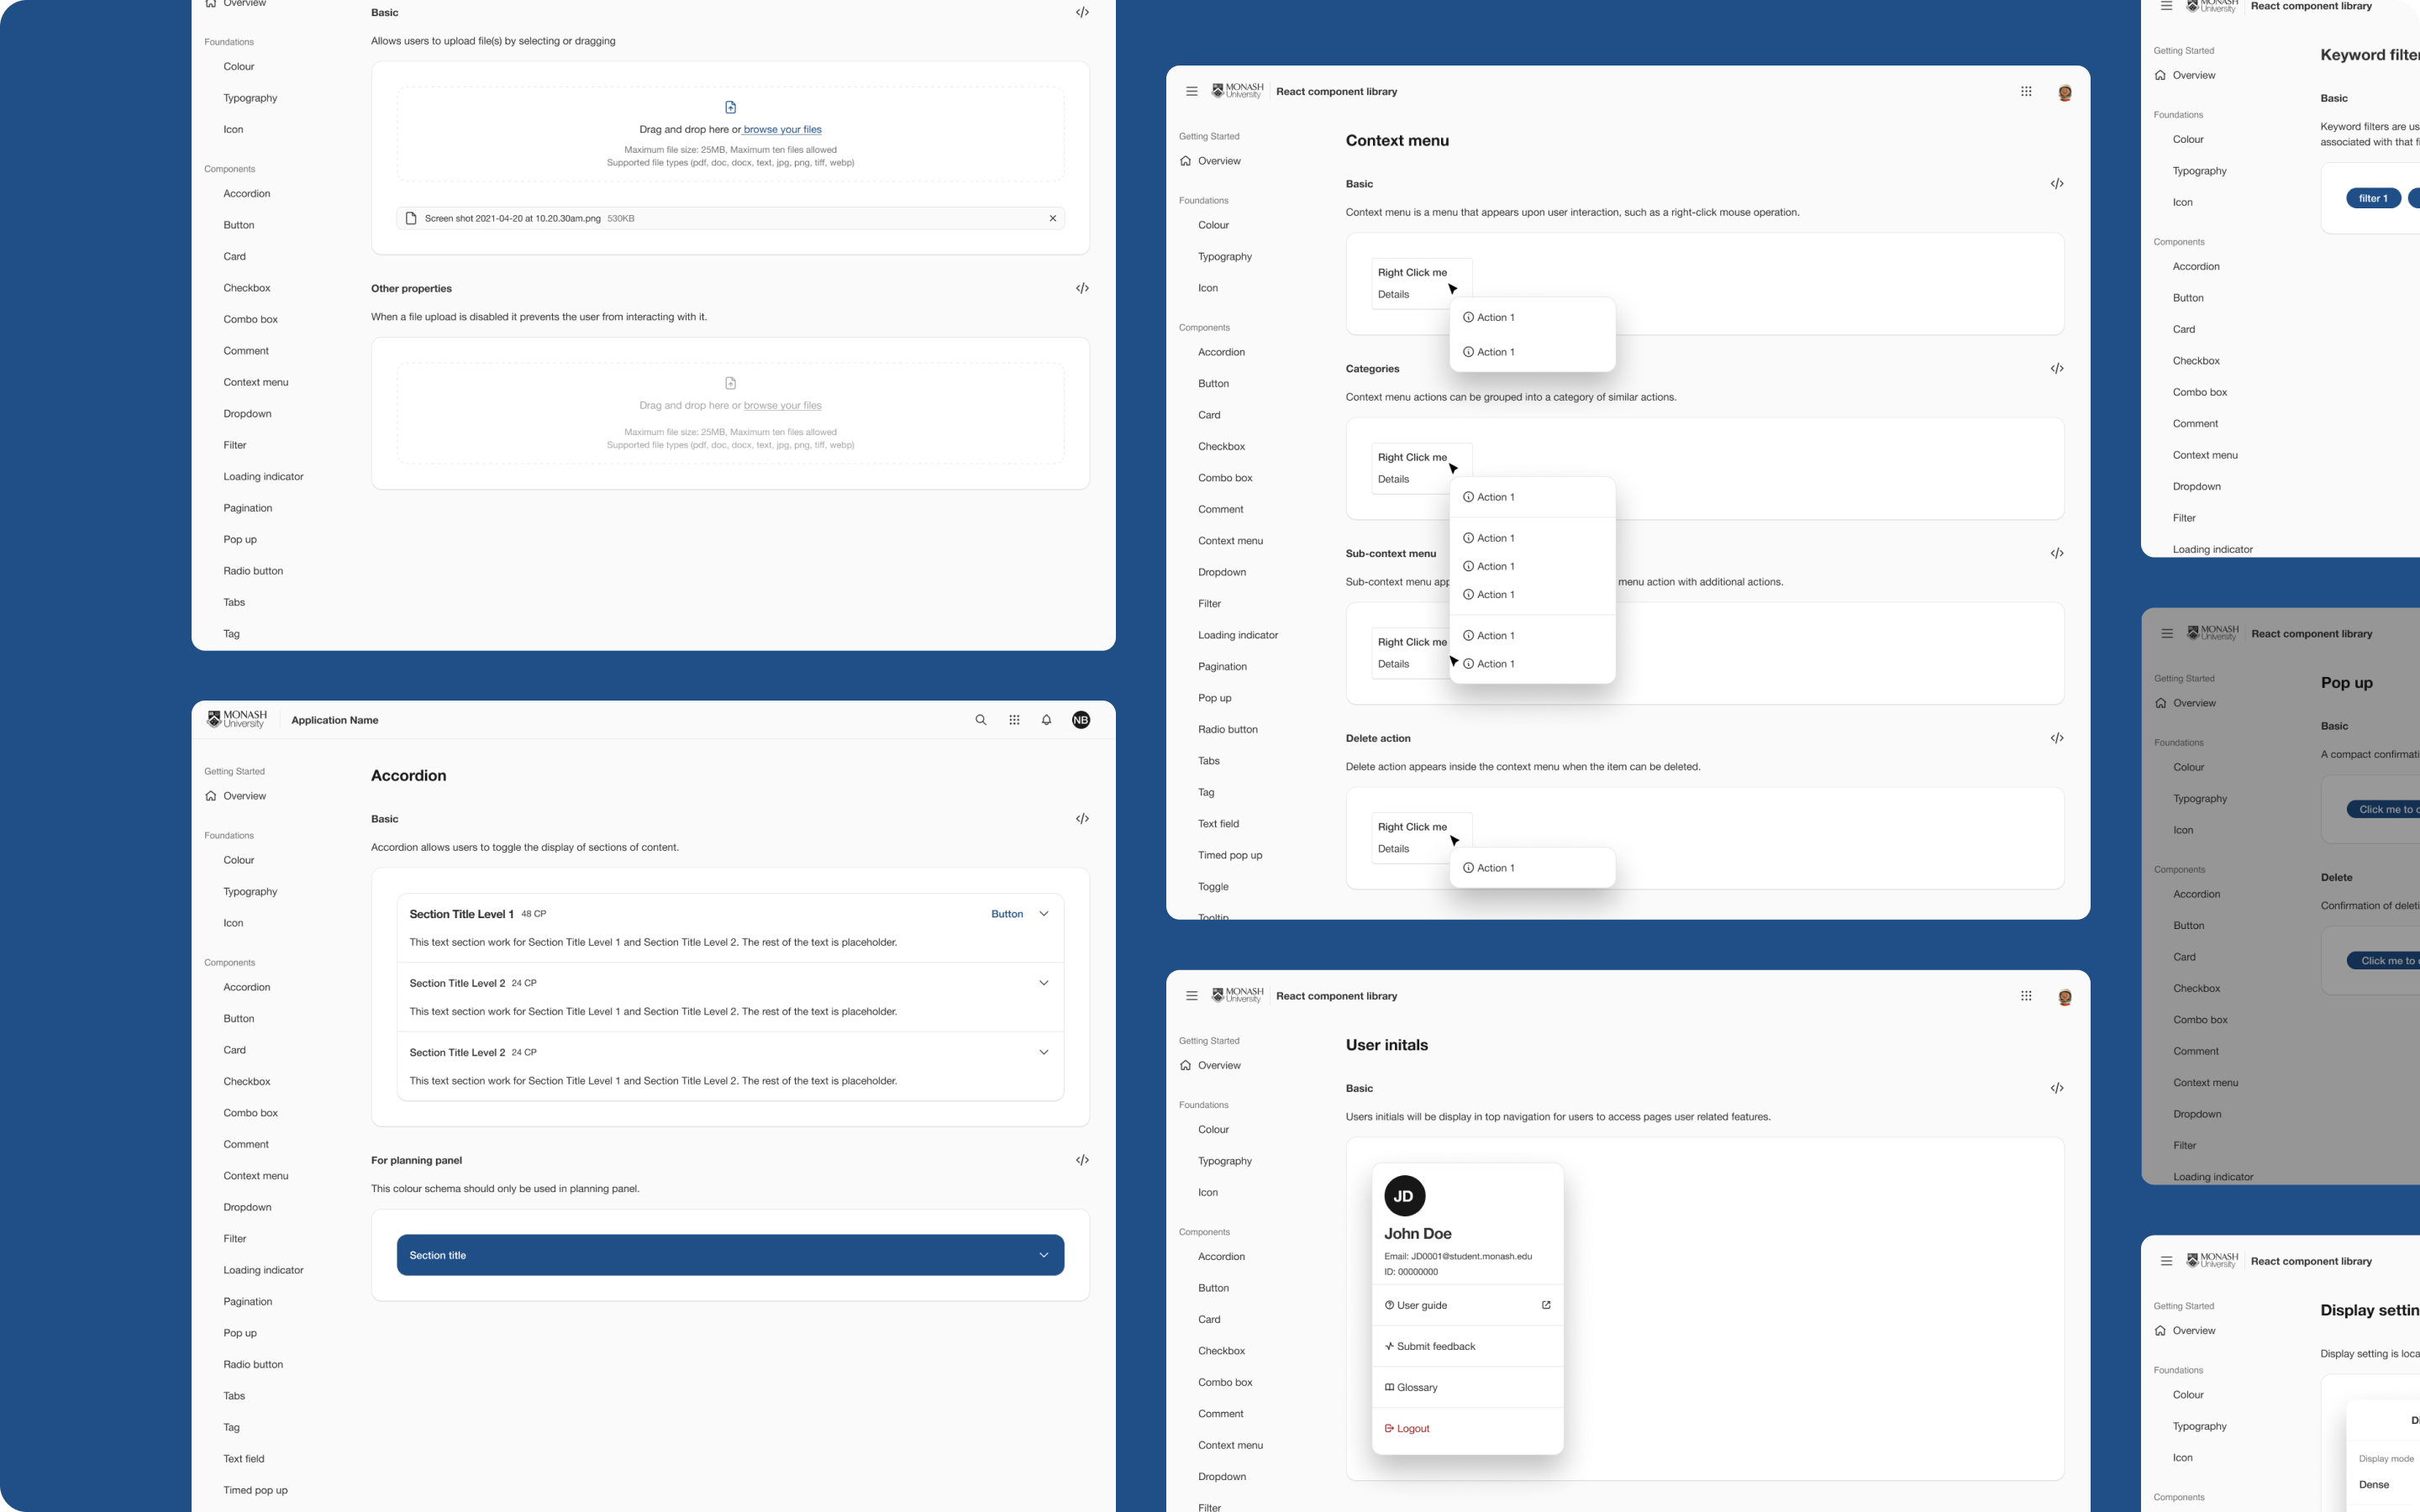 Overview
Foundations
Colour
Typography
Icon
Components
Accordion
Button
Card
Checkbox
Combo box
Comment
Context menu
Dropdown
Filter
Loading indicator
Pagination
Pop up
Radio button
Tabs
Tag
Basic
Allows users to upload file(s) by selecting or dragging
Drag and drop here or browse your files
Maximum file size: 25MB, Maximum ten files allowed
Supported file types (pdf, doc, docx, text, jpg, png, tiff, webp)
Screen shot 2021-04-20 at 10.20.30am.png 530KB
Other properties
When a file upload is disabled it prevents the user from interacting with it.
Drag and drop here or browse your files
Maximum file size: 25MB, Maximum ten files allowed
Supported file types (pdf, doc, docx, text, jpg, png, tiff, webp)
MONASH University
Application Name
NB
Getting Started
Overview
Foundations
Colour
Typography
Icon
Components
Accordion
Button
Card
Checkbox
Combo box
Comment
Context menu
Dropdown
Filter
Loading indicator
Pagination
Pop up
Radio button
Tabs
Tag
Text field
Timed pop up
Accordion
Basic
Accordion allows users to toggle the display of sections of content.
Section Title Level 1 48 CP Button
This text section work for Section Title Level 1 and Section Title Level 2. The rest of the text is placeholder.
Section Title Level 2 24 CP
This text section work for Section Title Level 1 and Section Title Level 2. The rest of the text is placeholder.
Section Title Level 2 24 CP
This text section work for Section Title Level 1 and Section Title Level 2. The rest of the text is placeholder.
For planning panel
This colour schema should only be used in planning panel.
Section title
MONASH University
React component library
Getting Started
Overview
Foundations
Colour
Typography
Icon
Components
Accordion
Button
Card
Checkbox
Combo box
Comment
Context menu
Dropdown
Filter
Loading indicator
Pagination
Pop up
Radio button
Tabs
Tag
Text field
Timed pop up
Toggle
Tooltip
Context menu
Basic
Context menu is a menu that appears upon user interaction, such as a right-click mouse operation.
Right Click me
Details
Action 1
Action 1
Categories
Context menu actions can be grouped into a category of similar actions.
Right Click me
Details
Action 1
Action 1
Action 1
Action 1
Action 1
Action 1
Sub-context menu
Sub-context menu menu action with additional actions.
Right Click me
Details
Delete action
Delete action appears inside the context menu when the item can be deleted.
Right Click me
Details
Action 1
MONASH University
React component library
Getting Started
Overview
Foundations
Colour
Typography
Icon
Components
Accordion
Button
Card
Checkbox
Combo box
Comment
Context menu
Dropdown
Filter
User initals
Basic
Users initials will be display in top navigation for users to access pages user related features.
JD
John Doe
Email: JD0001@student.monash.edu
ID: 00000000
User guide
Submit feedback
Glossary
Logout
University
React component library
Getting Started
Overview
Foundations
Colour
Typography
Icon
Components
Accordion
Button
Card
Checkbox
Combo box
Comment
Context menu
Dropdown
Filter
Loading indicator
Keyword filter
Basic
Keyword filters are us
associated with that
filter 1
MONASH University
React component library
Getting Started
Overview
Foundations
Colour
Typography
Icon
Components
Accordion
Button
Card
Checkbox
Combo box
Comment
Context menu
Dropdown
Filter
Loading indicator
Pop up
Basic
A compact confirmati
Click me to
Delete
Confirmation of deleti
Click me to
MONASH University
React component library
Getting Started
Overview
Foundations
Colour
Typography
Icon
Components
Display settin
Display setting is loca
Display mode
Dense